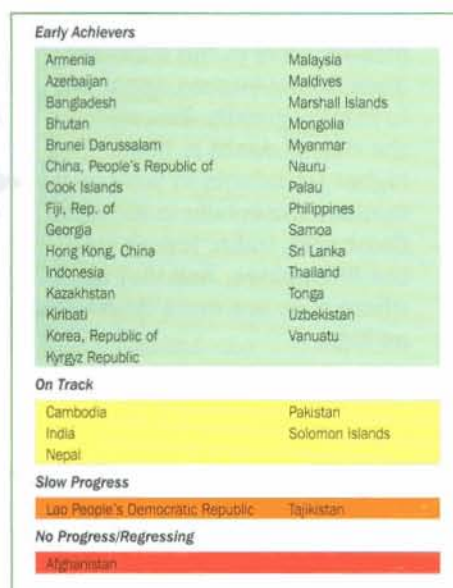 Early Achievers
Armenia
Azerbaijan
Bangladesh
Bhutan
Brunei Darussalam
China, People's Republic of
Cook Islands
Fiji, Rep. of
Georgia
Hong Kong, China
Indonesia
Kazakhstan
Kiribati
Korea, Republic of
Kyrgyz Republic
Malaysia
Maldives
Marshall Islands
Mongolia
Myanmar
Nauru
Palau
Philippines
Samoa
Sri Lanka
Thailand
Tonga
Uzbekistan
Vanuatu
On Track
Cambodia
India
Nepal
Pakistan
Solomon Islands
Slow Progress
Lao People's Democratic Republic
Tajikistan
No Progress/Regressing
Afghanistan